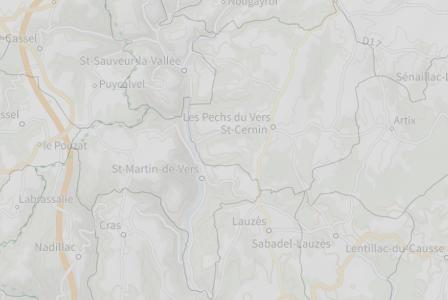 Nougayrol
Cassel
D17
St-Sauveur-la-Vallée
Puycalvel
Sénaillac-L
Les Pechs du Vers
ssel
St-Cernin
Artix
le Pouzat
St-Martin-de-Vers
Labrassalie
Cras
Lauzès
Nadillac
Sabadel-Lauzès
Lentillac-du-Causse